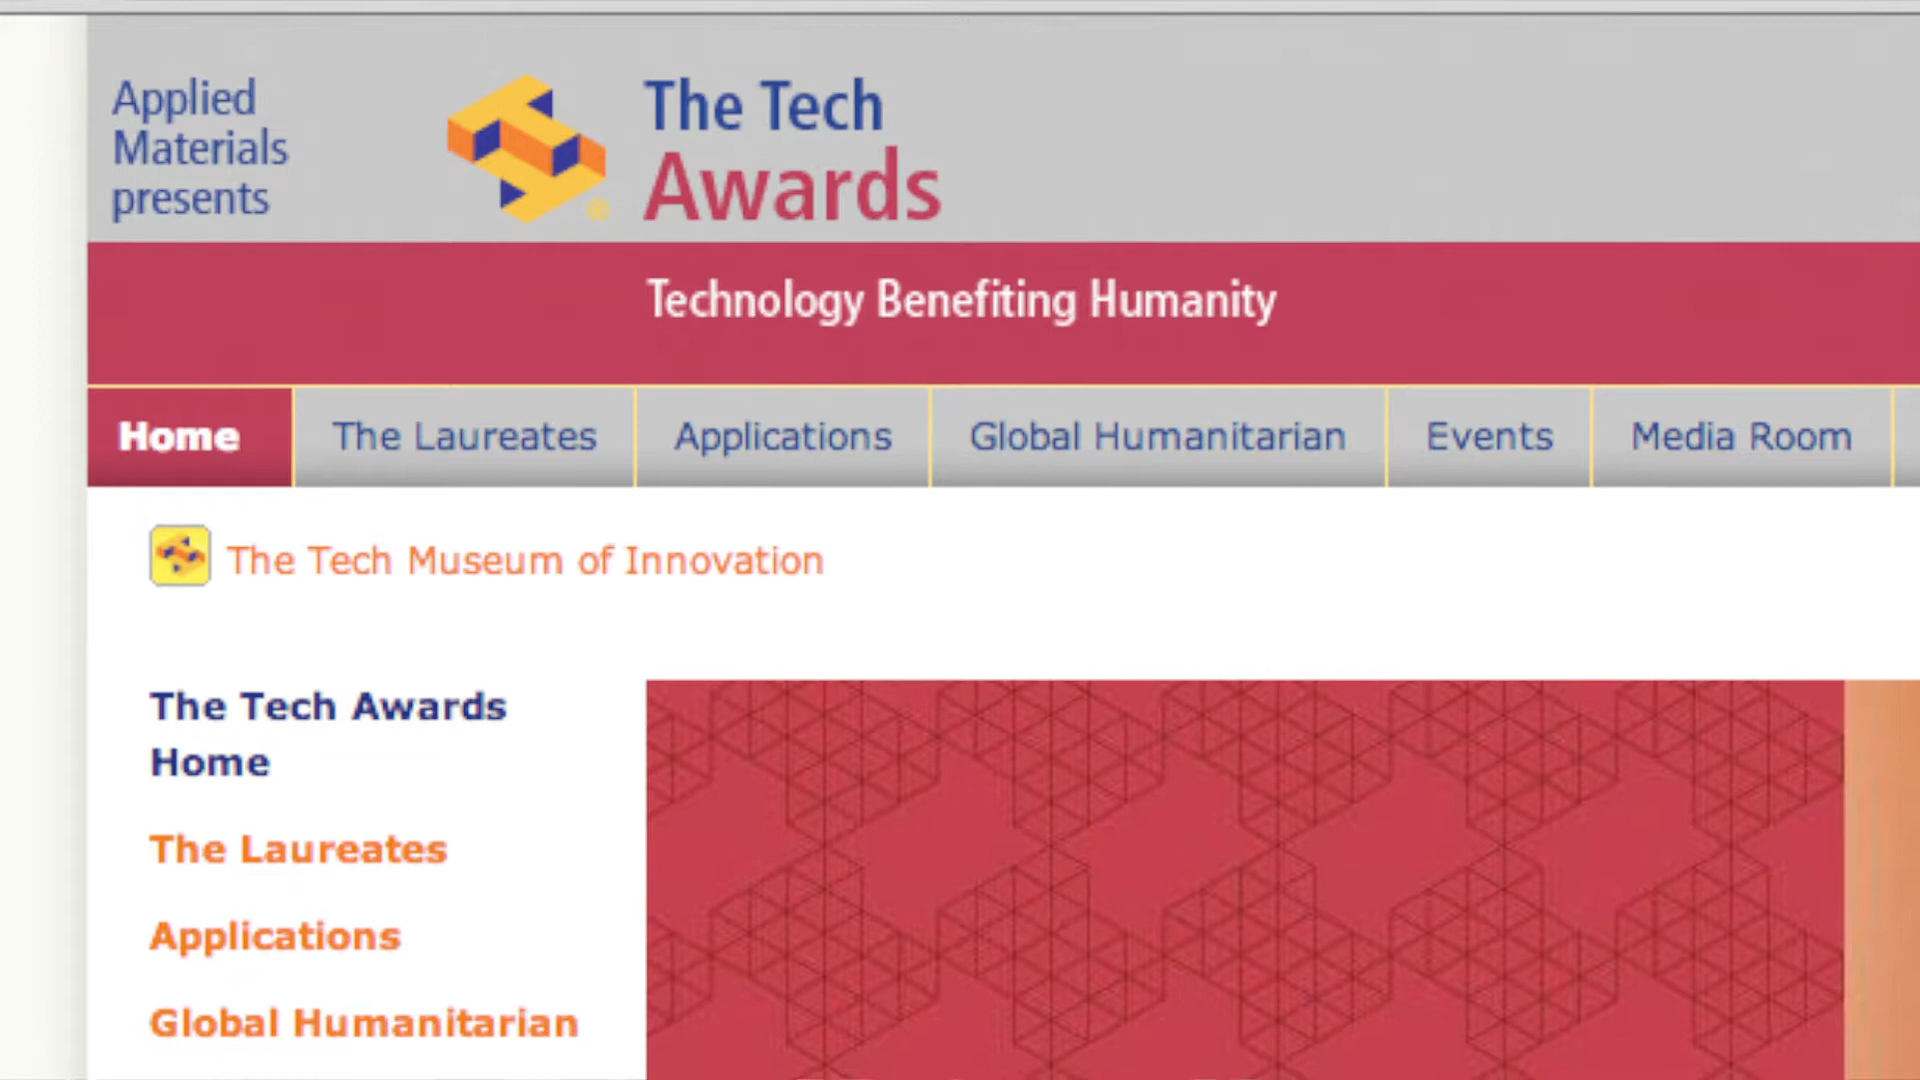 Applied
Materials
presents
The Tech
Awards
®
Technology Benefiting Humanity
Home
The Laureates
Applications
Global Humanitarian
Events
Media Room
The Tech Museum of Innovation
The Tech Awards
Home
The Laureates
Applications
Global Humanitarian